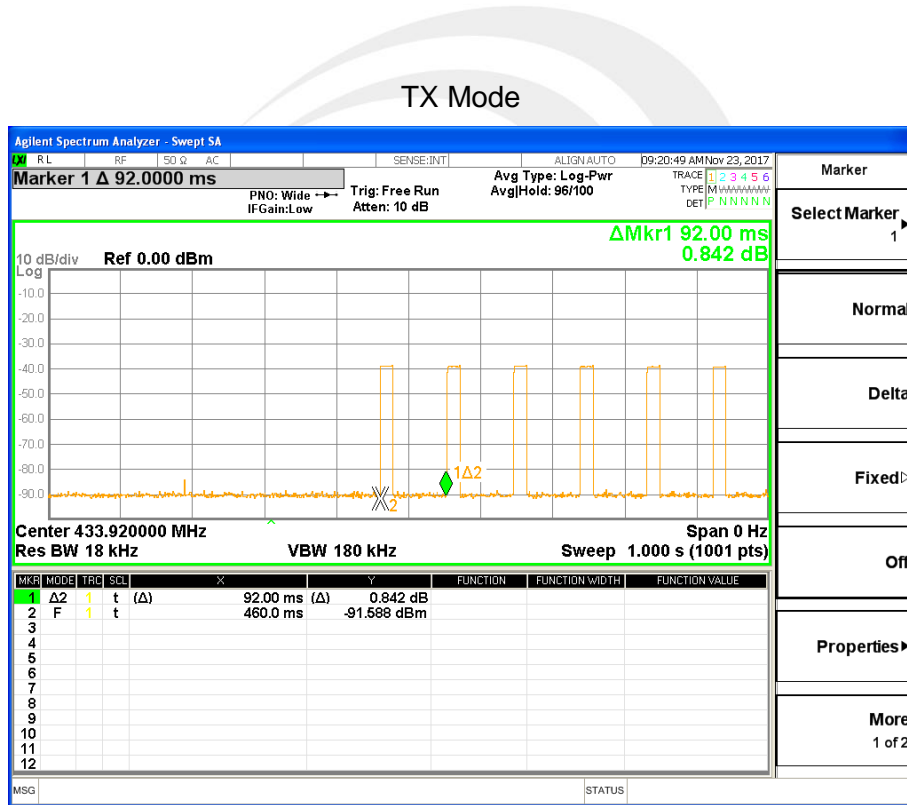 TX Mode
Agilent Spectrum Analyzer - Swept SA
LXI RL RF 50 Ω AC SENSE:INT ALIGN AUTO 09:20:49 AM Nov 23, 2017
Marker 1 Δ 92.0000 ms
PNO: Wide
IFGain:Low
Trig: Free Run
Atten: 10 dB
Avg Type: Log-Pwr
Avg|Hold: 96/100
TRACE 1 2 3 4 5 6
TYPE M WWWWW
DET P N N N N N
ΔMkr1 92.00 ms
0.842 dB
10 dB/div Ref 0.00 dBm
Log
-10.0
-20.0
-30.0
-40.0
-50.0
-60.0
-70.0
-80.0
-90.0
1Δ2
2
Center 433.920000 MHz Span 0 Hz
Res BW 18 kHz VBW 180 kHz Sweep 1.000 s (1001 pts)
MKR MODE TRC SCL X Y FUNCTION FUNCTION WIDTH FUNCTION VALUE
1 Δ2 1 t (Δ) 92.00 ms (Δ) 0.842 dB
2 F 1 t 460.0 ms -91.588 dBm
3
4
5
6
7
8
9
10
11
12
MSG STATUS
Marker
Select Marker
1
Normal
Delta
Fixed
Off
Properties
More
1 of 2